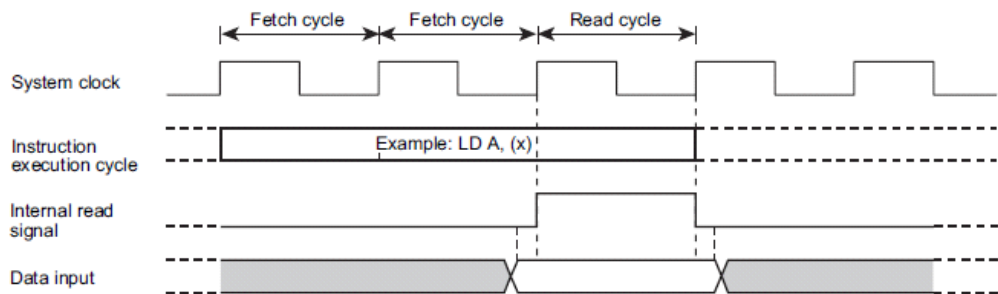 Fetch cycle Fetch cycle Read cycle
System clock
Instruction
execution cycle
Example: LD A, (x)
Internal read
signal
Data input